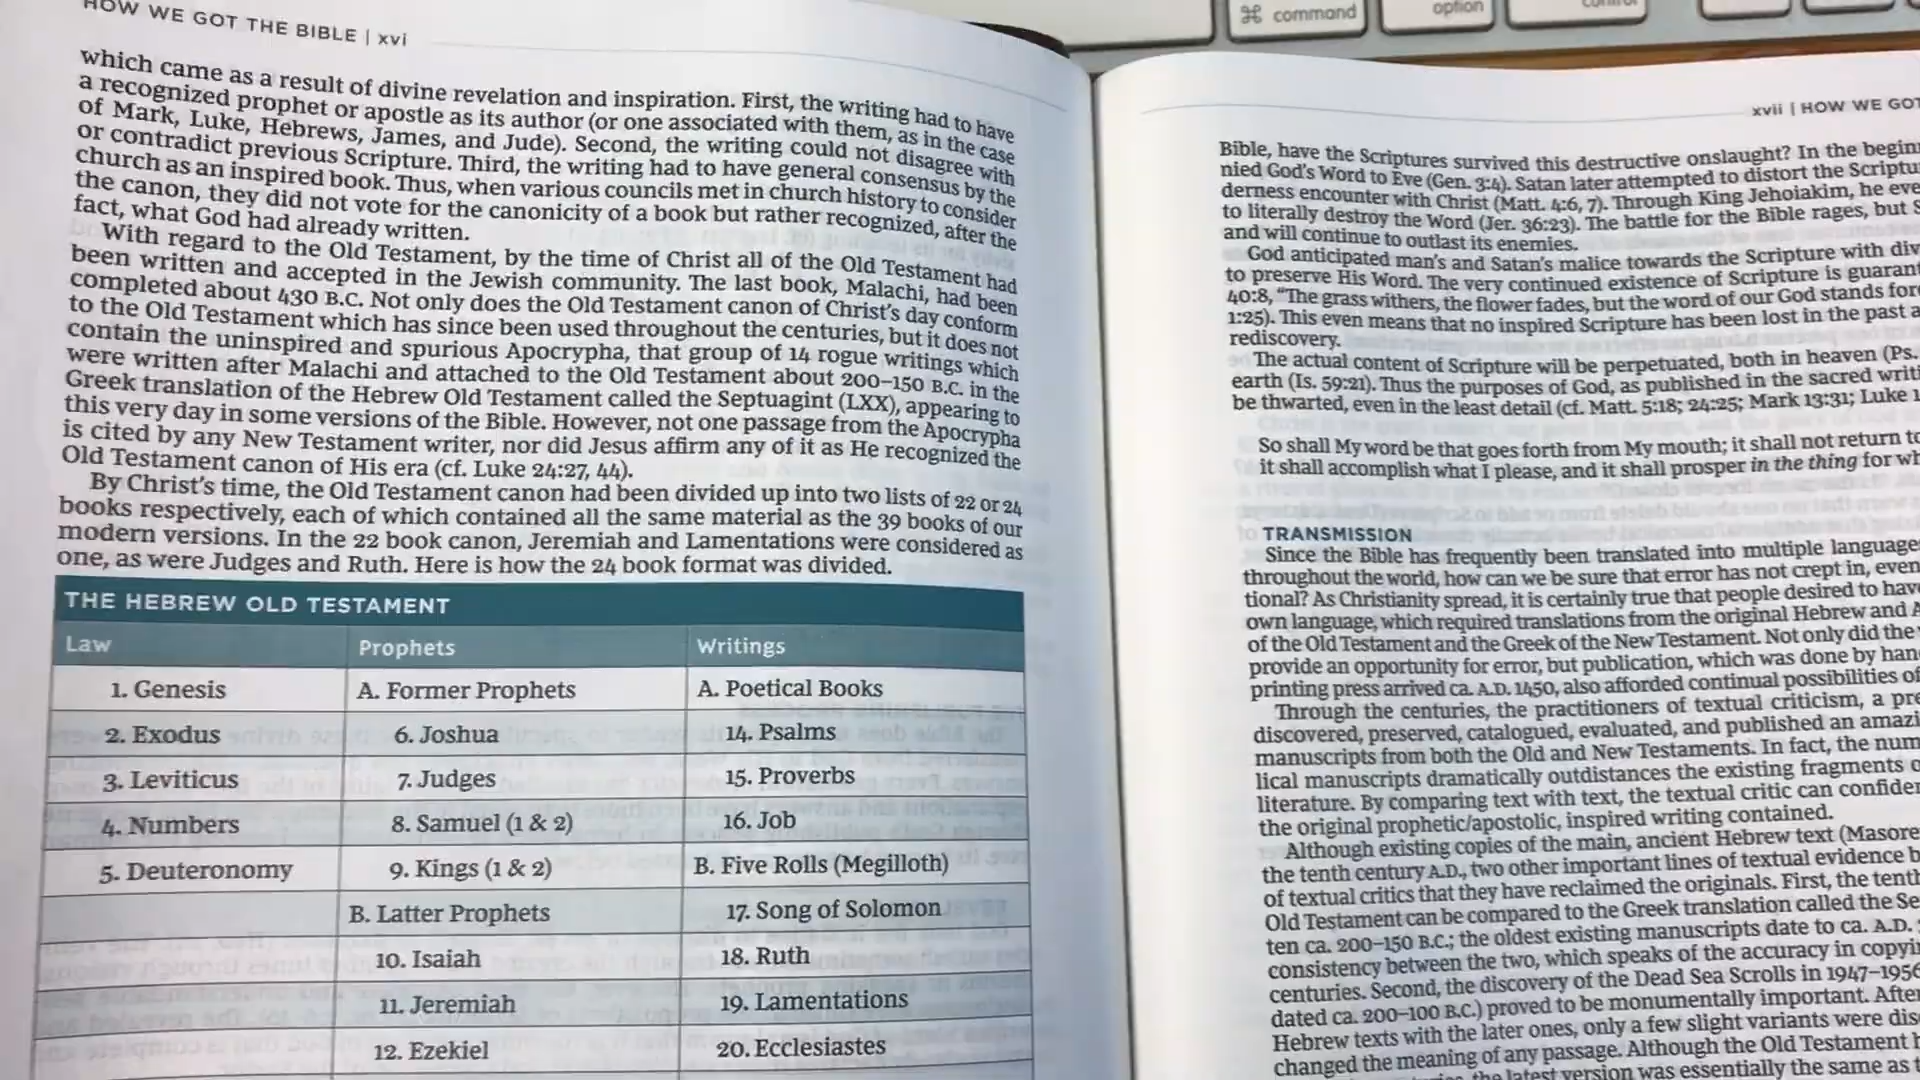 ⌘ command
option
HOW WE GOT THE BIBLE | xvi
which came as a result of divine revelation and inspiration. First, the writing had to have
a recognized prophet or apostle as its author (or one associated with them, as in the case
of Mark, Luke, Hebrews, James, and Jude). Second, the writing could not disagree with
or contradict previous Scripture. Third, the writing had to have general consensus by the
church as an inspired book. Thus, when various councils met in church history to consider
the canon, they did not vote for the canonicity of a book but rather recognized, after the
fact, what God had already written.
With regard to the Old Testament, by the time of Christ all of the Old Testament had
been written and accepted in the Jewish community. The last book, Malachi, had been
completed about 430 B.C. Not only does the Old Testament canon of Christ's day conform
to the Old Testament which has since been used throughout the centuries, but it does not
contain the uninspired and spurious Apocrypha, that group of 14 rogue writings which
were written after Malachi and attached to the Old Testament about 200–150 B.C. in the
Greek translation of the Hebrew Old Testament called the Septuagint (LXX), appearing to
this very day in some versions of the Bible. However, not one passage from the Apocrypha
is cited by any New Testament writer, nor did Jesus affirm any of it as He recognized the
Old Testament canon of His era (cf. Luke 24:27, 44).
By Christ's time, the Old Testament canon had been divided up into two lists of 22 or 24
books respectively, each of which contained all the same material as the 39 books of our
modern versions. In the 22 book canon, Jeremiah and Lamentations were considered as
one, as were Judges and Ruth. Here is how the 24 book format was divided.
THE HEBREW OLD TESTAMENT
Law Prophets Writings
1. Genesis A. Former Prophets A. Poetical Books
2. Exodus 6. Joshua 14. Psalms
3. Leviticus 7. Judges 15. Proverbs
4. Numbers 8. Samuel (1 & 2) 16. Job
5. Deuteronomy 9. Kings (1 & 2) B. Five Rolls (Megilloth)
B. Latter Prophets 17. Song of Solomon
10. Isaiah 18. Ruth
11. Jeremiah 19. Lamentations
12. Ezekiel 20. Ecclesiastes
xvii | HOW WE GOT
Bible, have the Scriptures survived this destructive onslaught? In the begin
nied God's Word to Eve (Gen. 3:4). Satan later attempted to distort the Scriptu
derness encounter with Christ (Matt. 4:6, 7). Through King Jehoiakim, he eve
to literally destroy the Word (Jer. 36:23). The battle for the Bible rages, but S
and will continue to outlast its enemies.
God anticipated man's and Satan's malice towards the Scripture with div
to preserve His Word. The very continued existence of Scripture is guarant
40:8, "The grass withers, the flower fades, but the word of our God stands for
1:25). This even means that no inspired Scripture has been lost in the past a
rediscovery.
The actual content of Scripture will be perpetuated, both in heaven (Ps.
earth (Is. 59:21). Thus the purposes of God, as published in the sacred writi
be thwarted, even in the least detail (cf. Matt. 5:18; 24:25; Mark 13:31; Luke 1
So shall My word be that goes forth from My mouth; it shall not return to
it shall accomplish what I please, and it shall prosper in the thing for wh
TRANSMISSION
Since the Bible has frequently been translated into multiple language
throughout the world, how can we be sure that error has not crept in, even
tional? As Christianity spread, it is certainly true that people desired to hav
own language, which required translations from the original Hebrew and A
of the Old Testament and the Greek of the New Testament. Not only did the
provide an opportunity for error, but publication, which was done by han
printing press arrived ca. A.D. 1450, also afforded continual possibilities of
Through the centuries, the practitioners of textual criticism, a pre
discovered, preserved, catalogued, evaluated, and published an amazi
manuscripts from both the Old and New Testaments. In fact, the num
lical manuscripts dramatically outdistances the existing fragments o
literature. By comparing text with text, the textual critic can confiden
the original prophetic/apostolic, inspired writing contained.
Although existing copies of the main, ancient Hebrew text (Masore
the tenth century A.D., two other important lines of textual evidence b
of textual critics that they have reclaimed the originals. First, the tenth
Old Testament can be compared to the Greek translation called the Se
ten ca. 200–150 B.C.; the oldest existing manuscripts date to ca. A.D.
consistency between the two, which speaks of the accuracy in copyin
centuries. Second, the discovery of the Dead Sea Scrolls in 1947–1956
dated ca. 200–100 B.C.) proved to be monumentally important. After
Hebrew texts with the later ones, only a few slight variants were dis
changed the meaning of any passage. Although the Old Testament h
the latest version was essentially the same as t